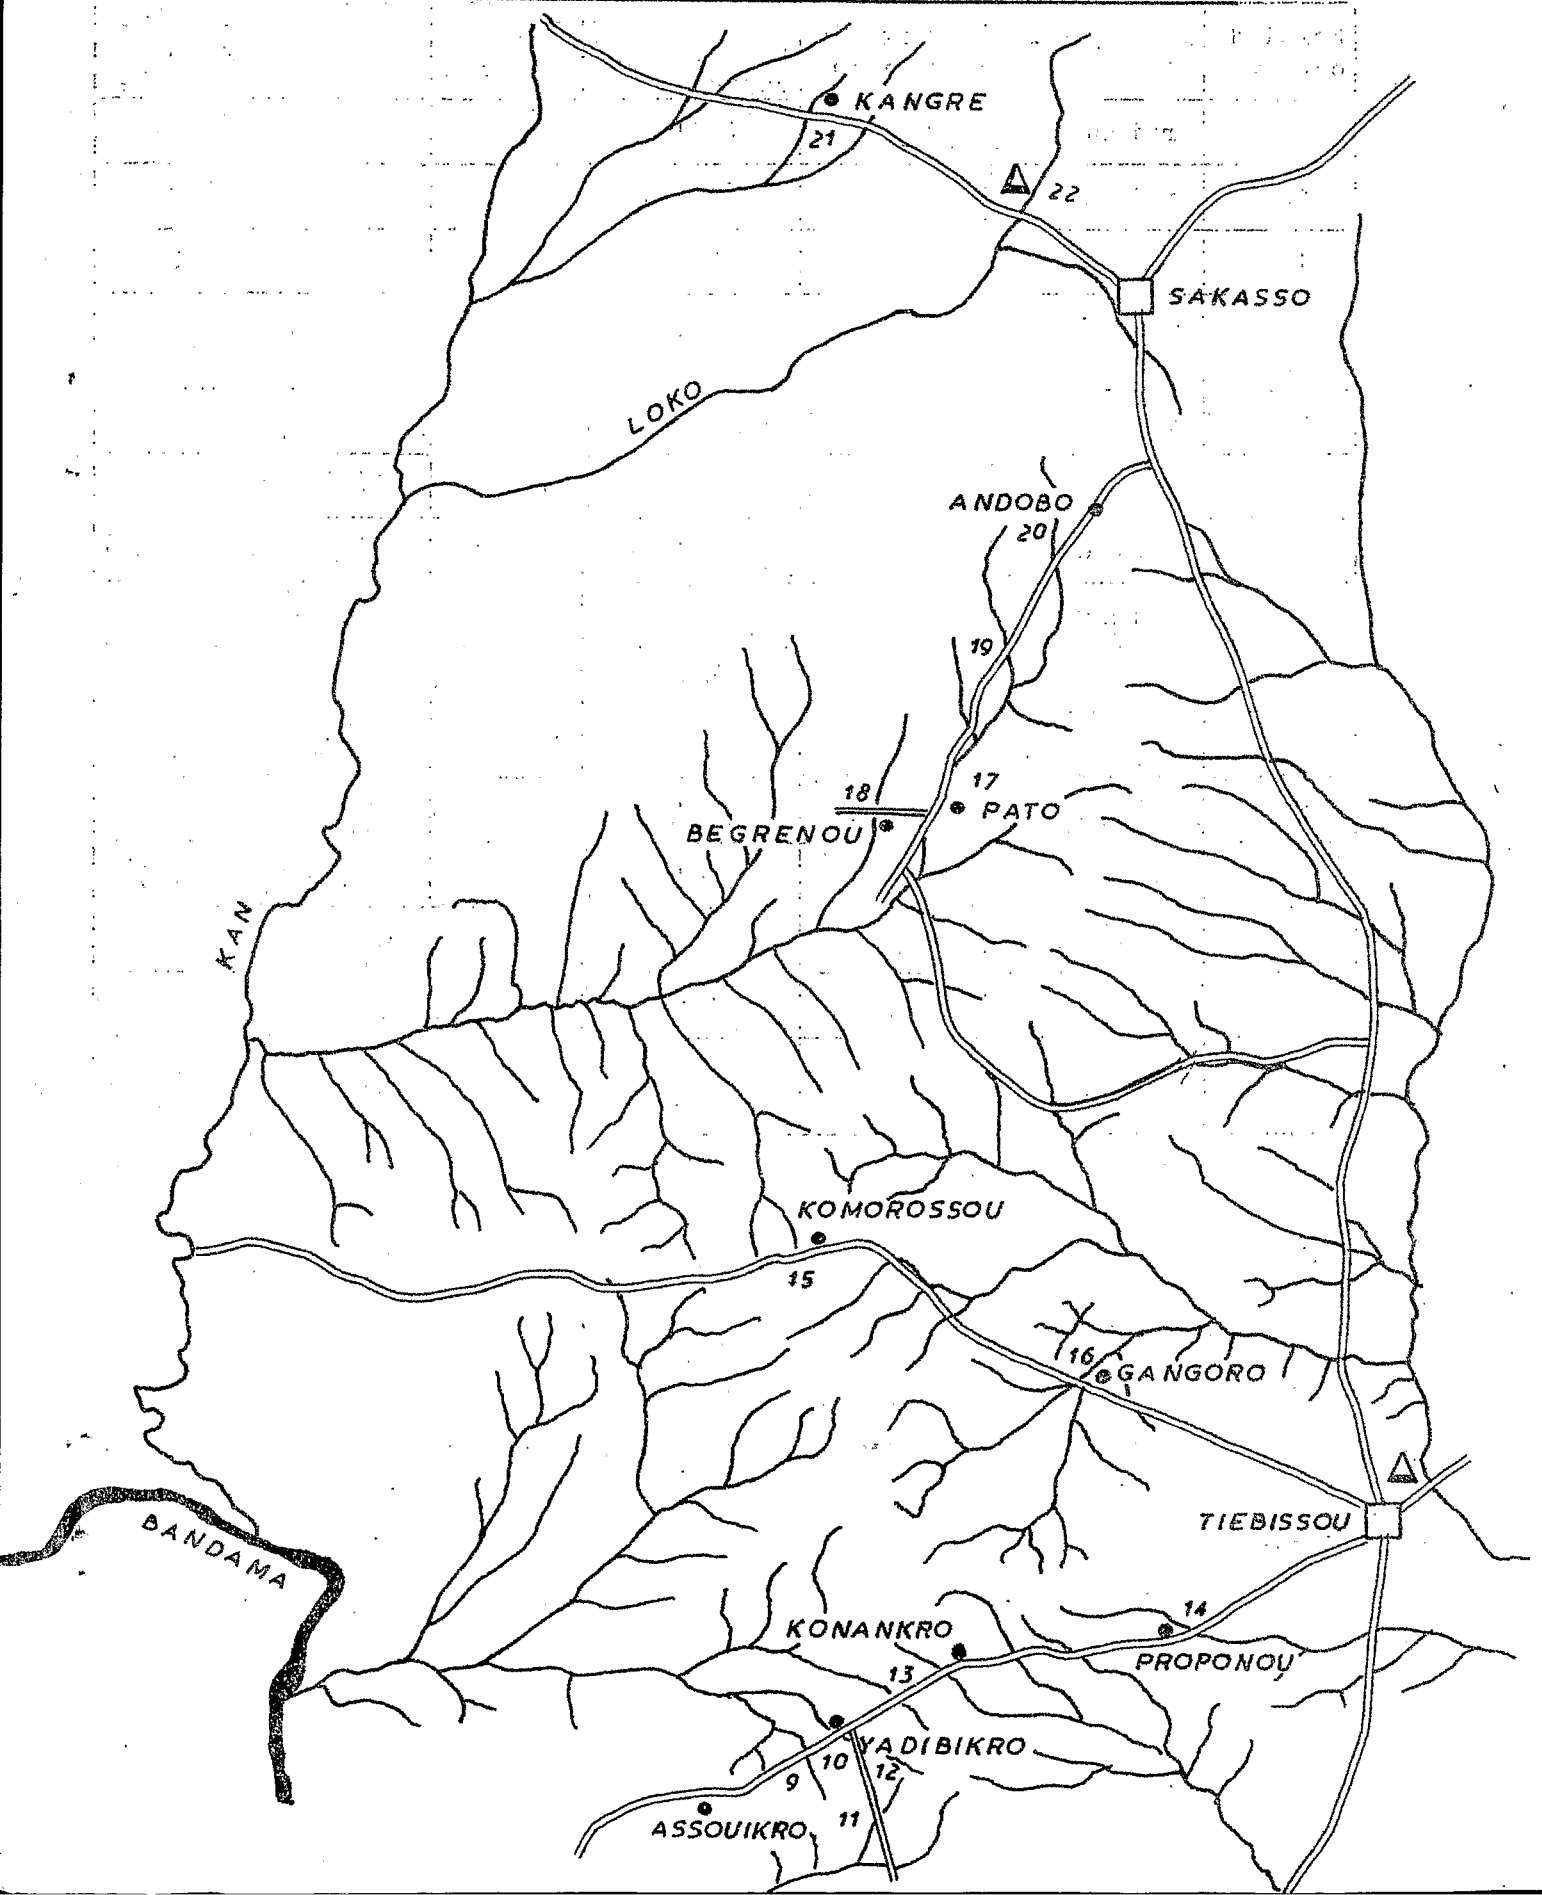 KANGRE
21
22
SAKASSO
LOKO
ANDOBO
20
19
17
18
PATO
BEGRENOU
KAN
KOMOROSSOU
15
16
GANGORO
TIEBISSOU
BANDAMA
14
KONANKRO
PROPONOU
13
YADIBIKRO
10
12
9
11
ASSOUIKRO